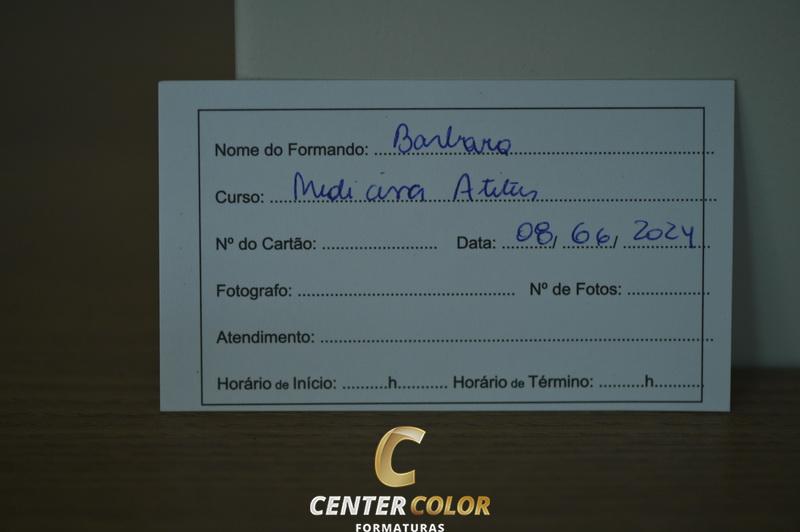 Nome do Formando: Barbara
Curso: Medicina Atitus
Nº do Cartão: Data: 08/06/2024
Fotografo: Nº de Fotos:
Atendimento:
Horário de Início: h Horário de Término: h
C
CENTER COLOR
FORMATURAS